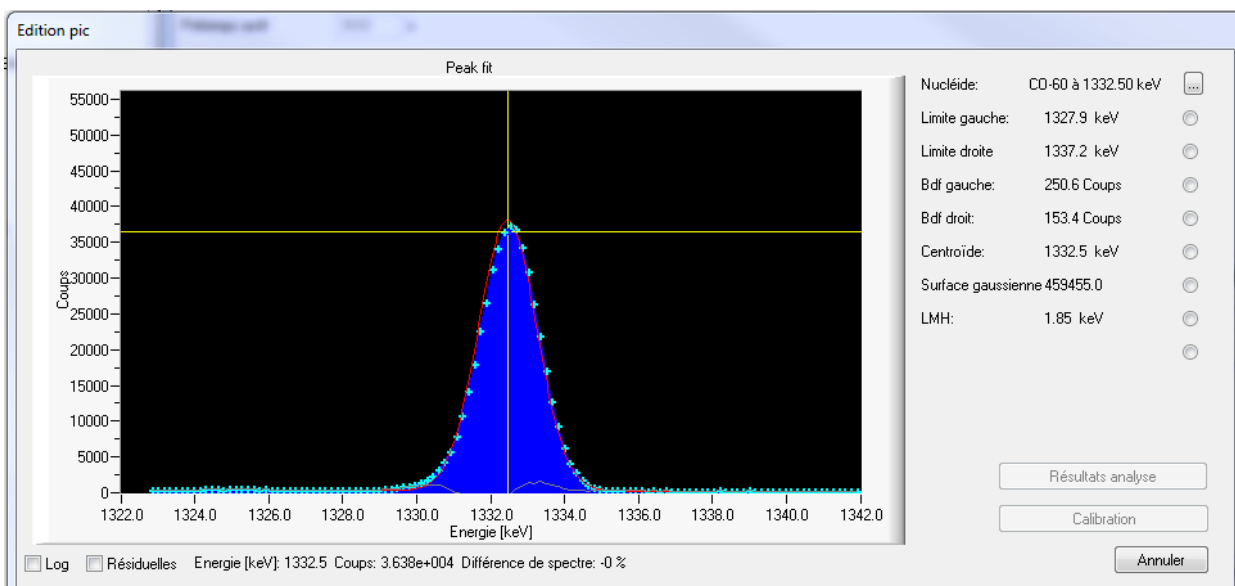 Edition pic
Peak fit
55000
50000
45000
40000
35000
30000
25000
20000
15000
10000
5000
0
Coups
1322.0 1324.0 1326.0 1328.0 1330.0 1332.0 1334.0 1336.0 1338.0 1340.0 1342.0
Energie [keV]
Nucléide: CO-60 à 1332.50 keV ...
Limite gauche: 1327.9 keV
Limite droite 1337.2 keV
Bdf gauche: 250.6 Coups
Bdf droit: 153.4 Coups
Centroïde: 1332.5 keV
Surface gaussienne 459455.0
LMH: 1.85 keV
Résultats analyse
Calibration
Annuler
Log Résiduelles Energie [keV]: 1332.5 Coups: 3.638e+004 Différence de spectre: -0 %